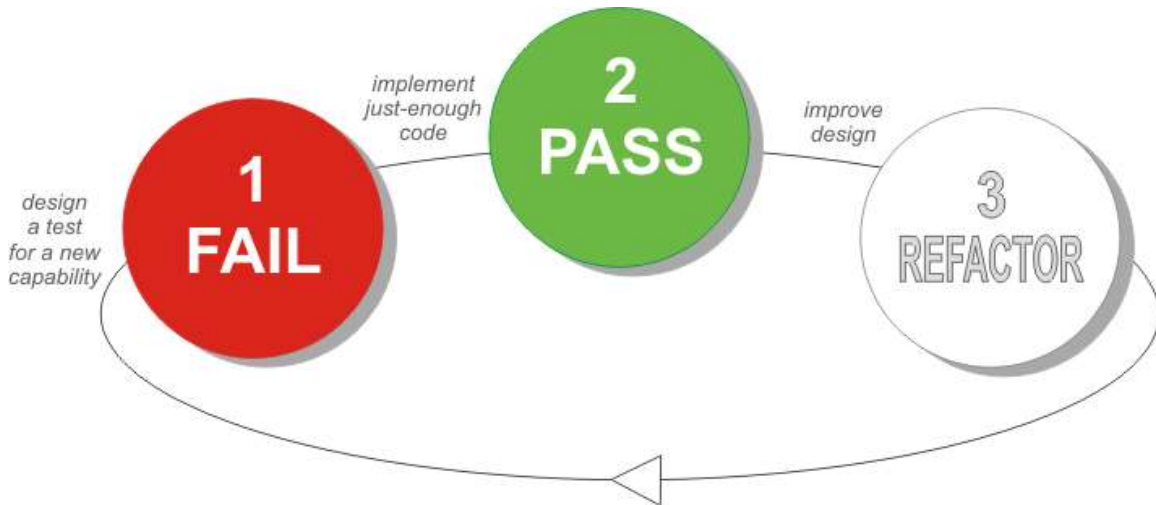 design
a test
for a new
capability
1
FAIL
implement
just-enough
code
2
PASS
improve
design
3
REFACTOR